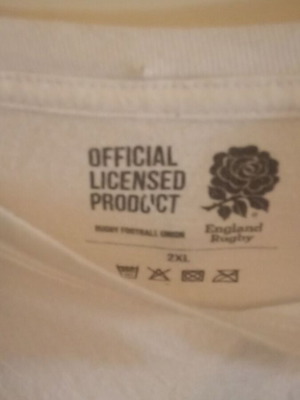 OFFICIAL
LICENSED
PRODUCT
RUGBY FOOTBALL UNION
England
Rugby
2XL